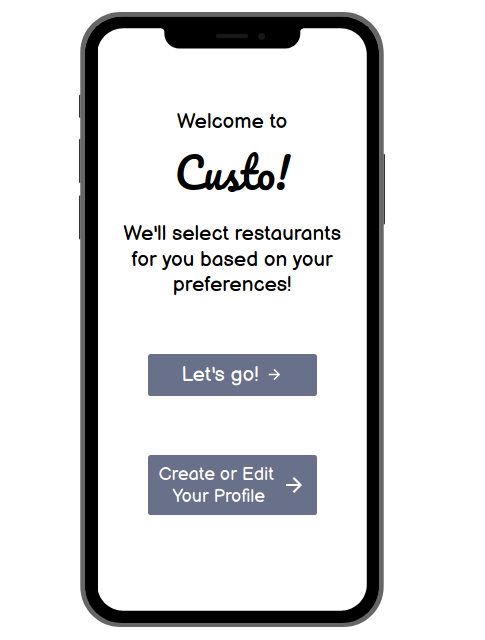 Welcome to
Custo!
We'll select restaurants
for you based on your
preferences!
Let's go! →
Create or Edit
Your Profile →